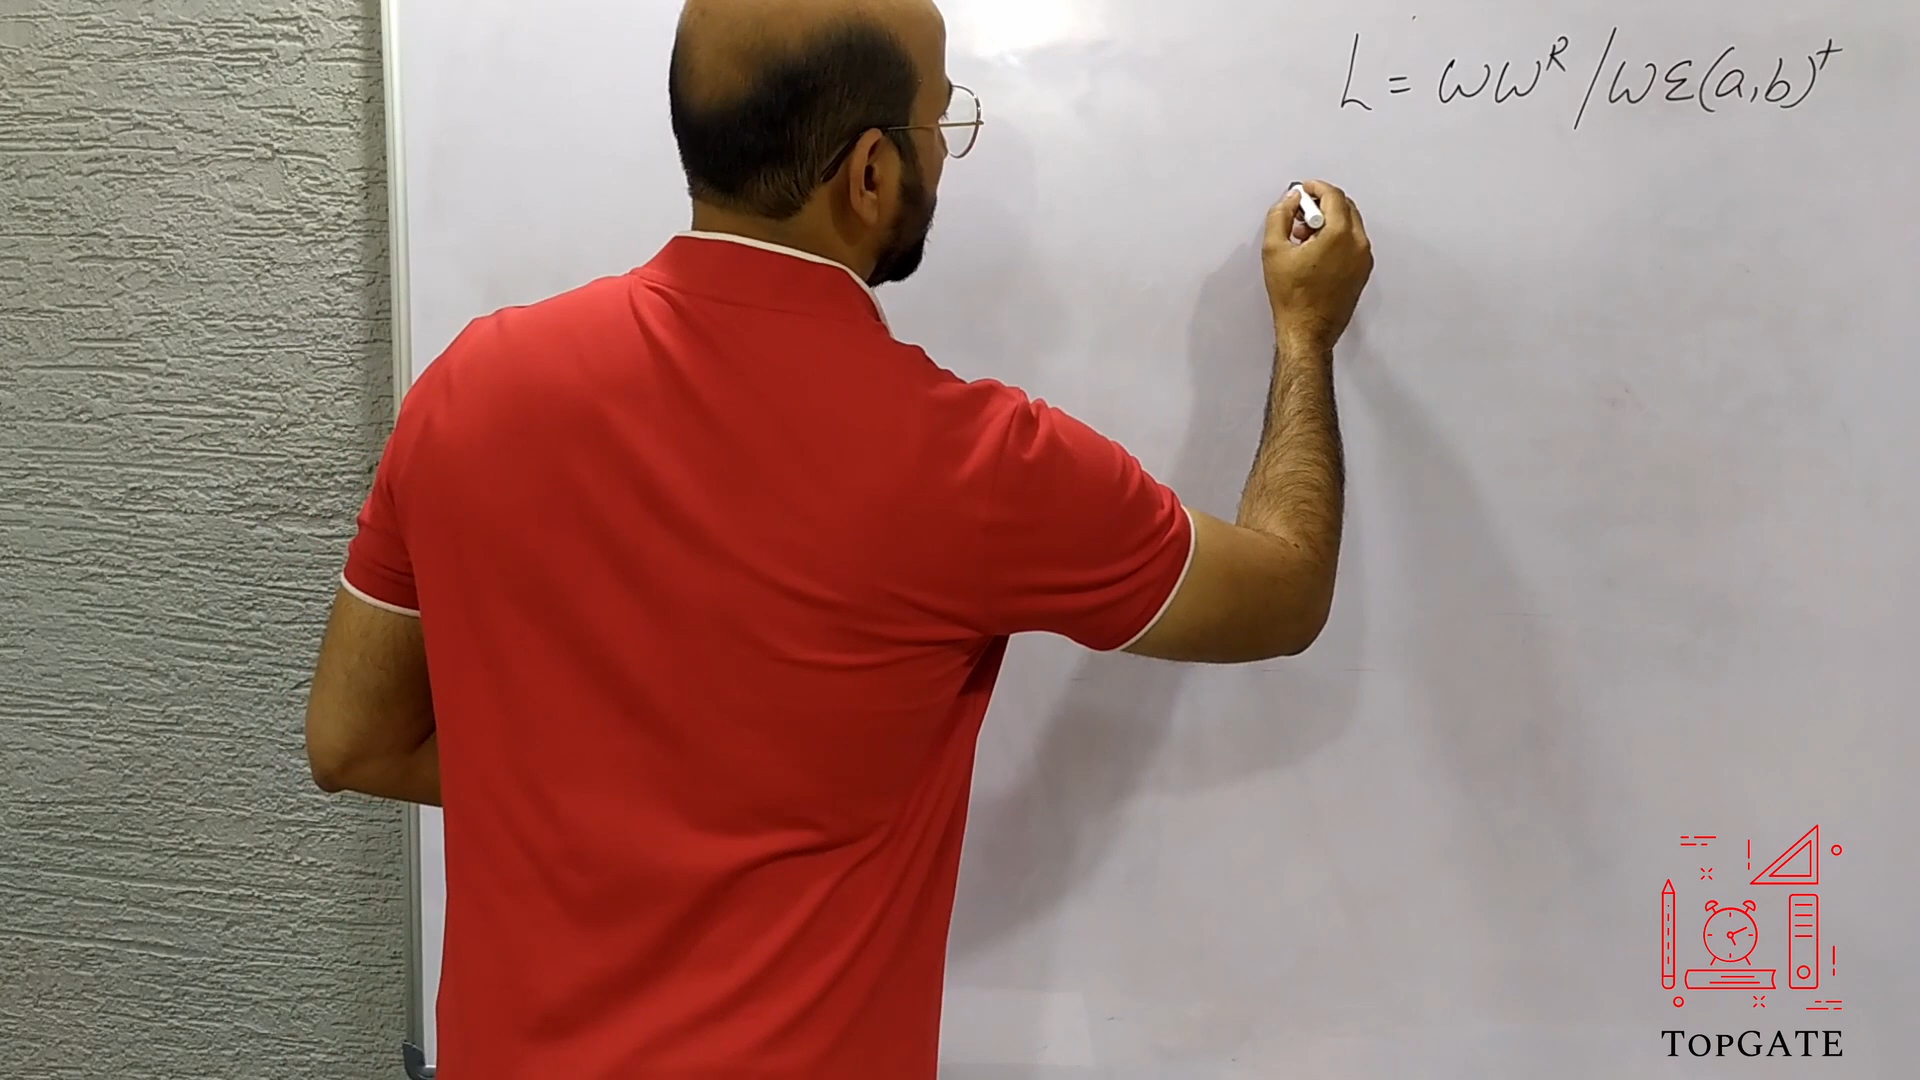 L = ωω^R / ω ε (a,b)^+
TOPGATE